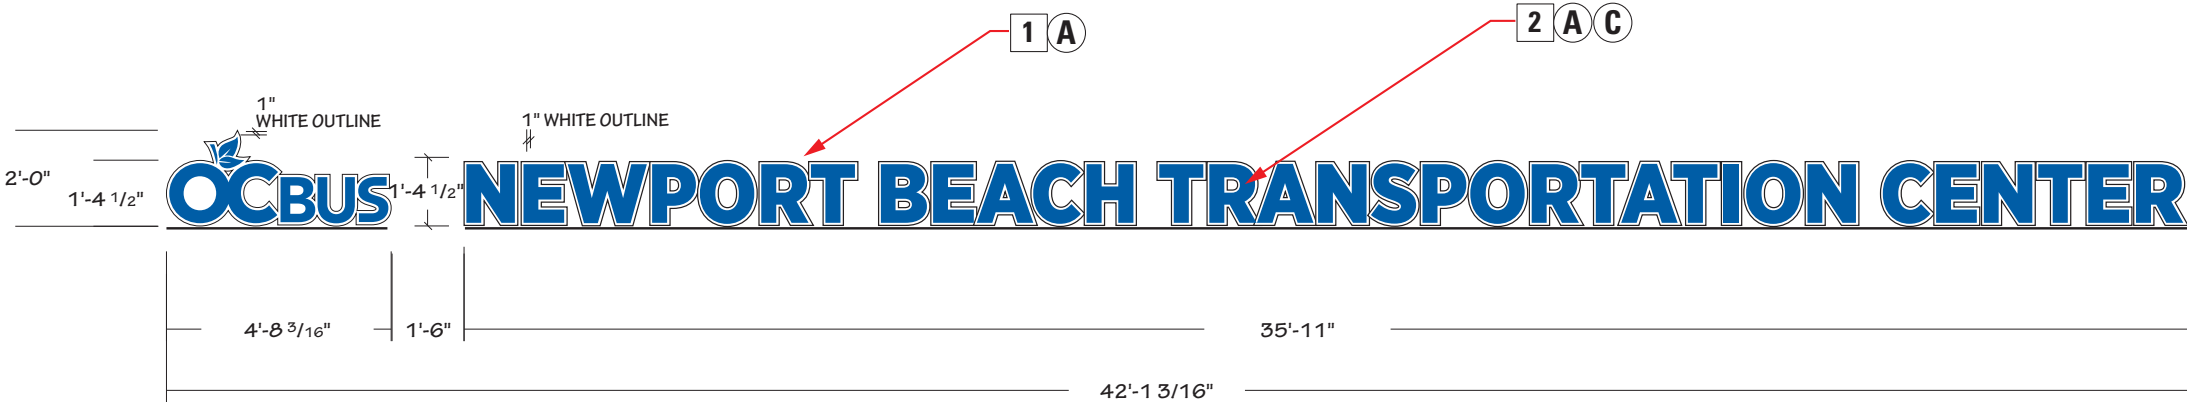 1 A
2 A C
1"
WHITE OUTLINE
1" WHITE OUTLINE
2'-0"
1'-4 1/2"
OCBUS
1'-4 1/2"
NEWPORT BEACH TRANSPORTATION CENTER
4'-8 3/16"
1'-6"
35'-11"
42'-1 3/16"